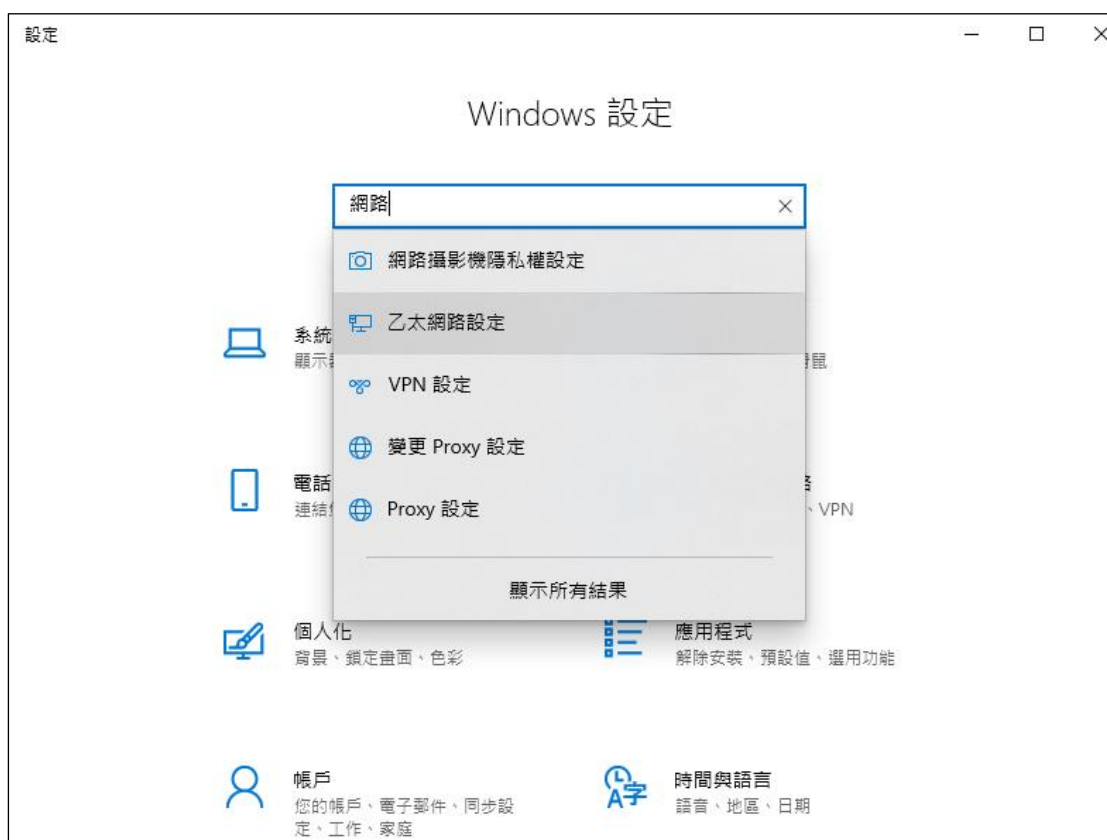 設定
Windows 設定
網路
網路攝影機隱私權設定
乙太網路設定
VPN 設定
變更 Proxy 設定
Proxy 設定
顯示所有結果
系統
顯示
鼠
電話
連結
、VPN
個人化
背景、鎖定畫面、色彩
應用程式
解除安裝、預設值、選用功能
帳戶
您的帳戶、電子郵件、同步設
定、工作、家庭
時間與語言
語音、地區、日期